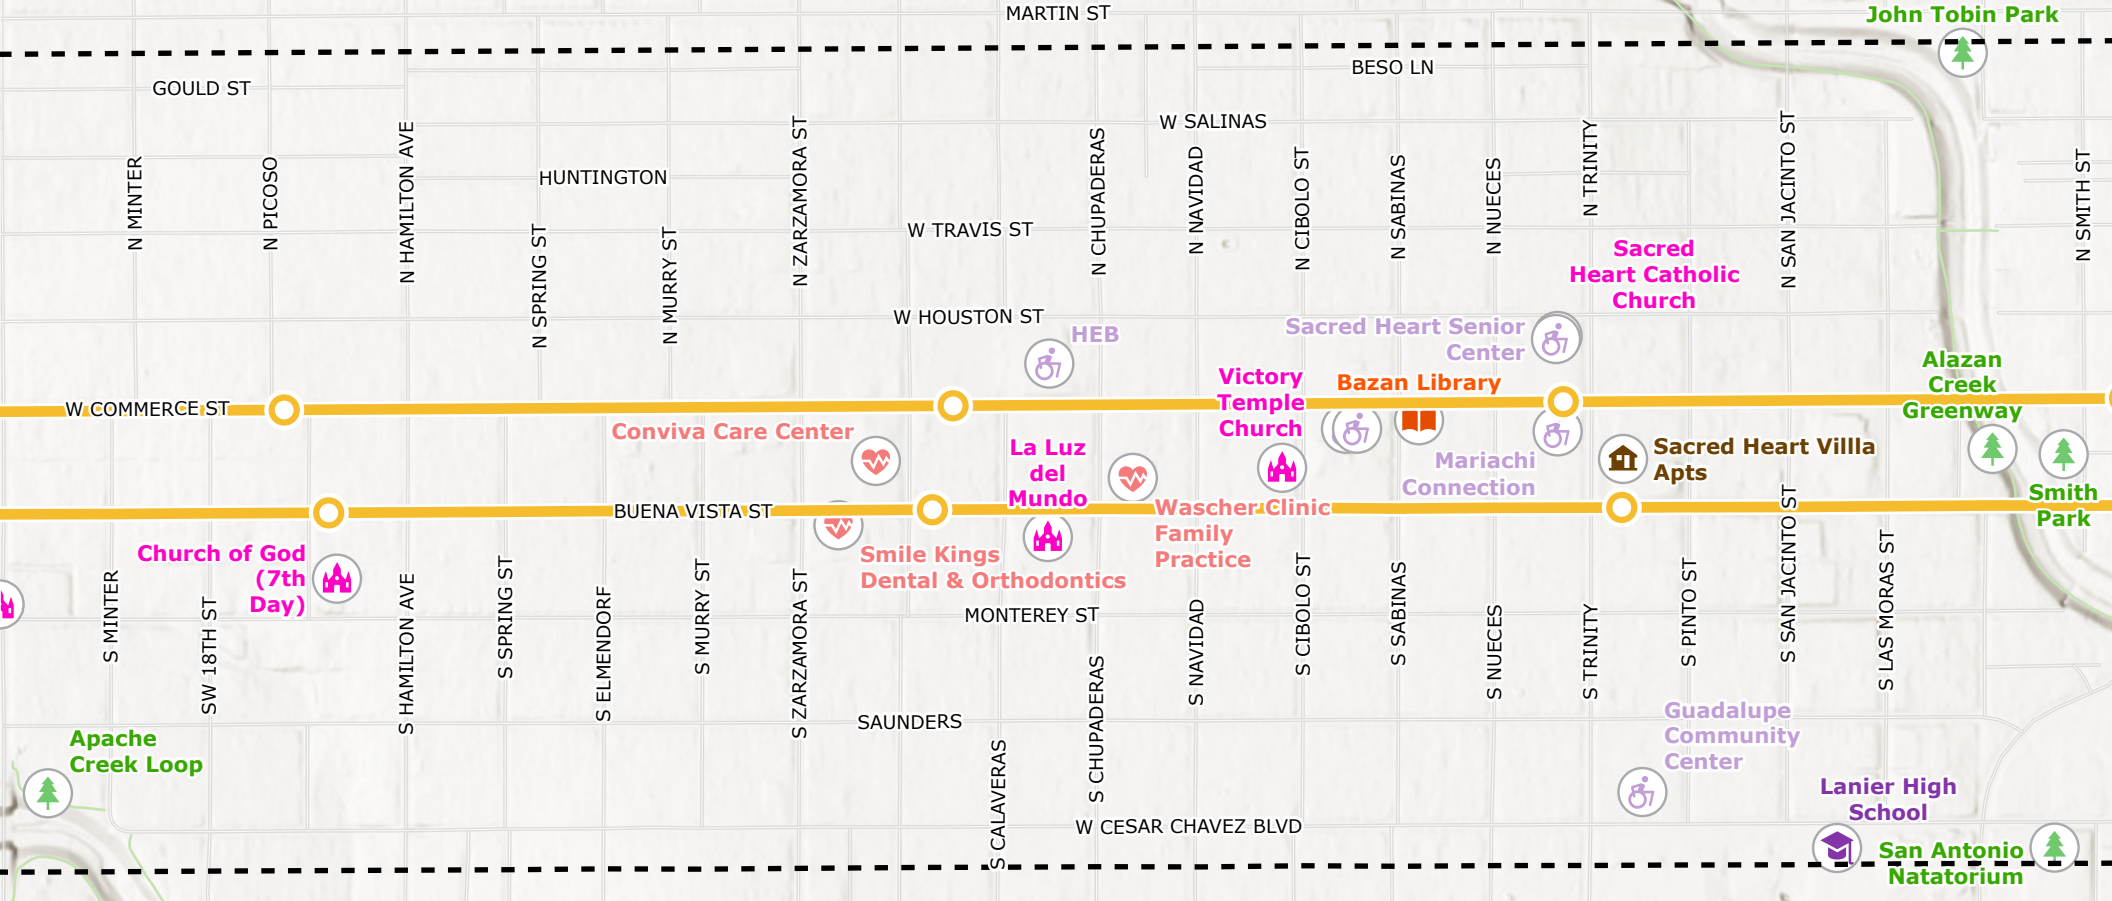 MARTIN ST
John Tobin Park
BESO LN
GOULD ST
W SALINAS
N MINTER
N PICOSO
N HAMILTON AVE
HUNTINGTON
N SPRING ST
N MURRY ST
N ZARZAMORA ST
W TRAVIS ST
N CHUPADERAS
N NAVIDAD
N CIBOLO ST
N SABINAS
N NUECES
N TRINITY
N SAN JACINTO ST
N SMITH ST
Sacred
Heart Catholic
Church
W HOUSTON ST
HEB
Sacred Heart Senior
Center
Victory
Temple
Church
Bazan Library
Alazan
Creek
Greenway
W COMMERCE ST
Conviva Care Center
La Luz
del
Mundo
Mariachi
Connection
Sacred Heart Villla
Apts
Smith
Park
BUENA VISTA ST
Wascher Clinic
Family
Practice
Church of God
(7th
Day)
Smile Kings
Dental & Orthodontics
MONTEREY ST
S MINTER
SW 18TH ST
S HAMILTON AVE
S SPRING ST
S ELMENDORF
S MURRY ST
S ZARZAMORA ST
S CHUPADERAS
S NAVIDAD
S CIBOLO ST
S SABINAS
S NUECES
S TRINITY
S PINTO ST
S SAN JACINTO ST
S LAS MORAS ST
SAUNDERS
Guadalupe
Community
Center
Apache
Creek Loop
S CALAVERAS
W CESAR CHAVEZ BLVD
Lanier High
School
San Antonio
Natatorium